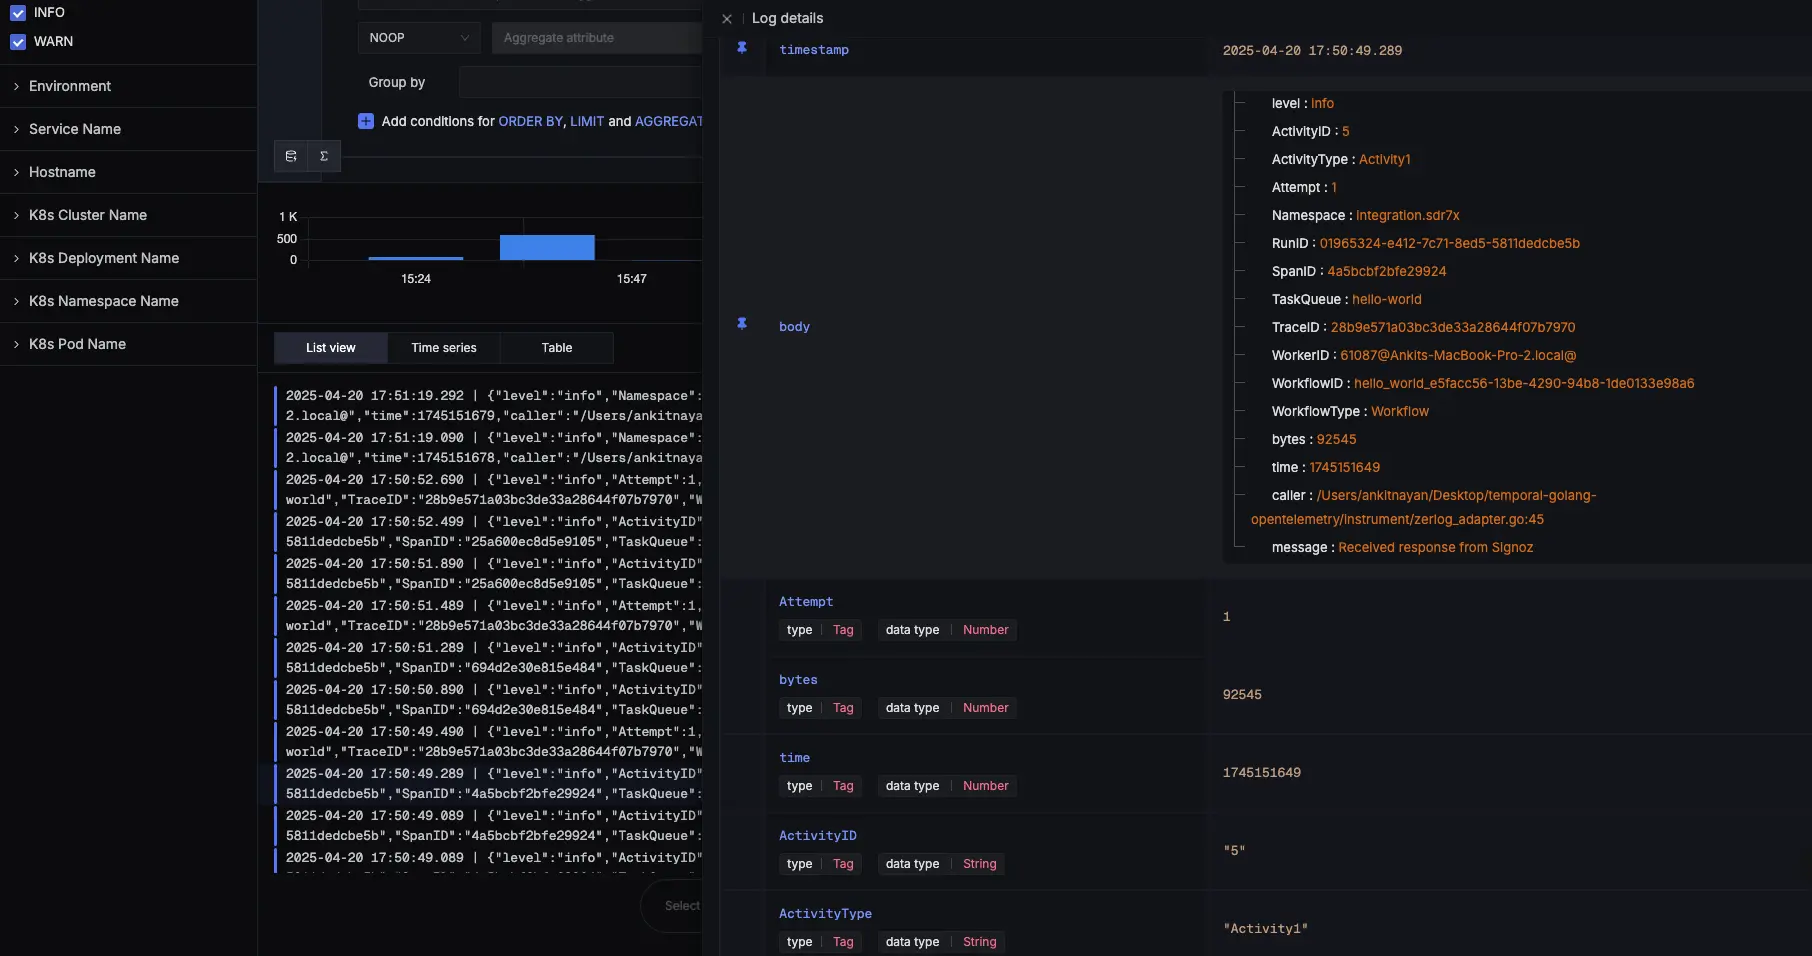 INFO
WARN
Environment
Service Name
Hostname
K8s Cluster Name
K8s Deployment Name
K8s Namespace Name
K8s Pod Name
NOOP
Aggregate attribute
Group by
Add conditions for ORDER BY, LIMIT and AGGREGAT
1 K
500
0
15:24
15:47
List view
Time series
Table
2025-04-20 17:51:19.292 | {"level":"info","Namespace":
2.local@","time":1745151679,"caller":"/Users/ankitnaya
2025-04-20 17:51:19.090 | {"level":"info","Namespace":
2.local@","time":1745151678,"caller":"/Users/ankitnaya
2025-04-20 17:50:52.690 | {"level":"info","Attempt":1,
world","TraceID":"28b9e571a03bc3de33a28644f07b7970","W
2025-04-20 17:50:52.499 | {"level":"info","ActivityID"
5811dedcbe5b","SpanID":"25a600ec8d5e9105","TaskQueue":
2025-04-20 17:50:51.890 | {"level":"info","ActivityID"
5811dedcbe5b","SpanID":"25a600ec8d5e9105","TaskQueue":
2025-04-20 17:50:51.489 | {"level":"info","Attempt":1,
world","TraceID":"28b9e571a03bc3de33a28644f07b7970","W
2025-04-20 17:50:51.289 | {"level":"info","ActivityID"
5811dedcbe5b","SpanID":"694d2e30e815e484","TaskQueue":
2025-04-20 17:50:50.890 | {"level":"info","ActivityID"
5811dedcbe5b","SpanID":"694d2e30e815e484","TaskQueue":
2025-04-20 17:50:49.490 | {"level":"info","Attempt":1,
world","TraceID":"28b9e571a03bc3de33a28644f07b7970","W
2025-04-20 17:50:49.289 | {"level":"info","ActivityID"
5811dedcbe5b","SpanID":"4a5bcbf2bfe29924","TaskQueue":
2025-04-20 17:50:49.089 | {"level":"info","ActivityID"
5811dedcbe5b","SpanID":"4a5bcbf2bfe29924","TaskQueue":
2025-04-20 17:50:49.089 | {"level":"info","ActivityID"
Select
Log details
timestamp
2025-04-20 17:50:49.289
body
level : info
ActivityID : 5
ActivityType : Activity1
Attempt : 1
Namespace : integration.sdr7x
RunID : 01965324-e412-7c71-8ed5-5811dedcbe5b
SpanID : 4a5bcbf2bfe29924
TaskQueue : hello-world
TraceID : 28b9e571a03bc3de33a28644f07b7970
WorkerID : 61087@Ankits-MacBook-Pro-2.local@
WorkflowID : hello_world_e5facc56-13be-4290-94b8-1de0133e98a6
WorkflowType : Workflow
bytes : 92545
time : 1745151649
caller : /Users/ankitnayan/Desktop/temporal-golang-
opentelemetry/instrument/zerlog_adapter.go:45
message : Received response from Signoz
Attempt
type Tag data type Number
1
bytes
type Tag data type Number
92545
time
type Tag data type Number
1745151649
ActivityID
type Tag data type String
"5"
ActivityType
type Tag data type String
"Activity1"